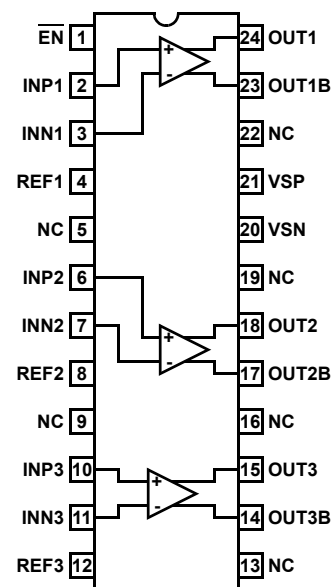 EN 1 24 OUT1
INP1 2 + - 23 OUT1B
INN1 3 22 NC
REF1 4 21 VSP
NC 5 20 VSN
INP2 6 19 NC
INN2 7 + 18 OUT2
REF2 8 - 17 OUT2B
NC 9 16 NC
INP3 10 + 15 OUT3
INN3 11 - 14 OUT3B
REF3 12 13 NC